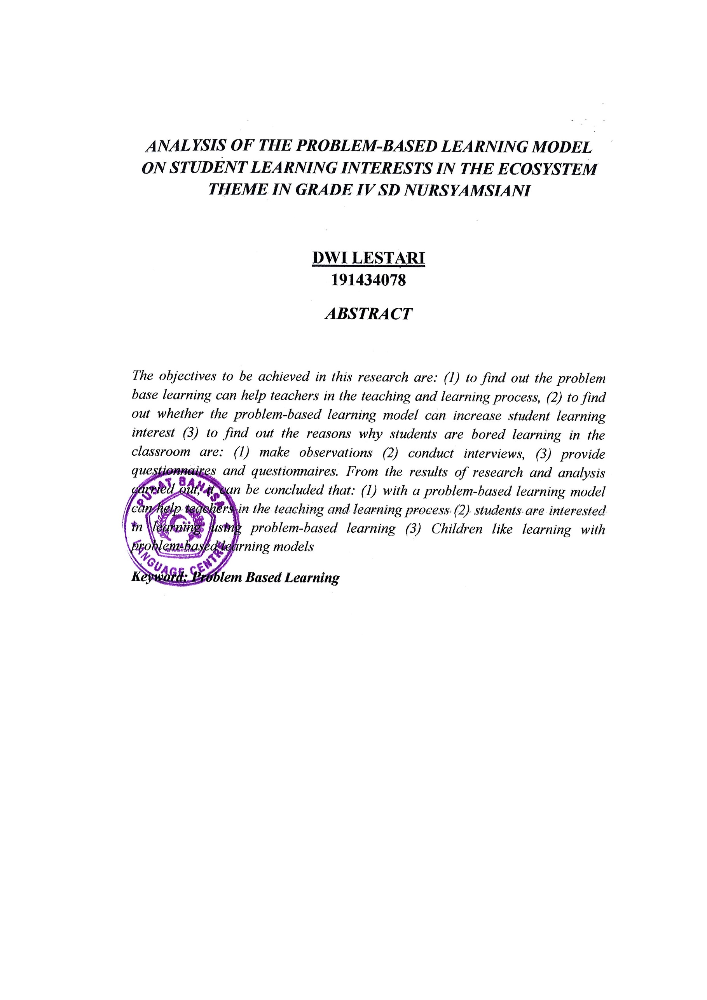 ANALYSIS OF THE PROBLEM-BASED LEARNING MODEL
ON STUDENT LEARNING INTERESTS IN THE ECOSYSTEM
THEME IN GRADE IV SD NURSYAMSIANI
DWI LESTARI
191434078
ABSTRACT
The objectives to be achieved in this research are: (1) to find out the problem
base learning can help teachers in the teaching and learning process, (2) to find
out whether the problem-based learning model can increase student learning
interest (3) to find out the reasons why students are bored learning in the
classroom are: (1) make observations (2) conduct interviews, (3) provide
questionnaires and questionnaires. From the results of research and analysis
carried out, it can be concluded that: (1) with a problem-based learning model
can help teachers in the teaching and learning process (2) students are interested
in learning using problem-based learning (3) Children like learning with
problem-based learning models
PUSAT BAHASA
LANGUAGE CENTRE
Keyword: Problem Based Learning